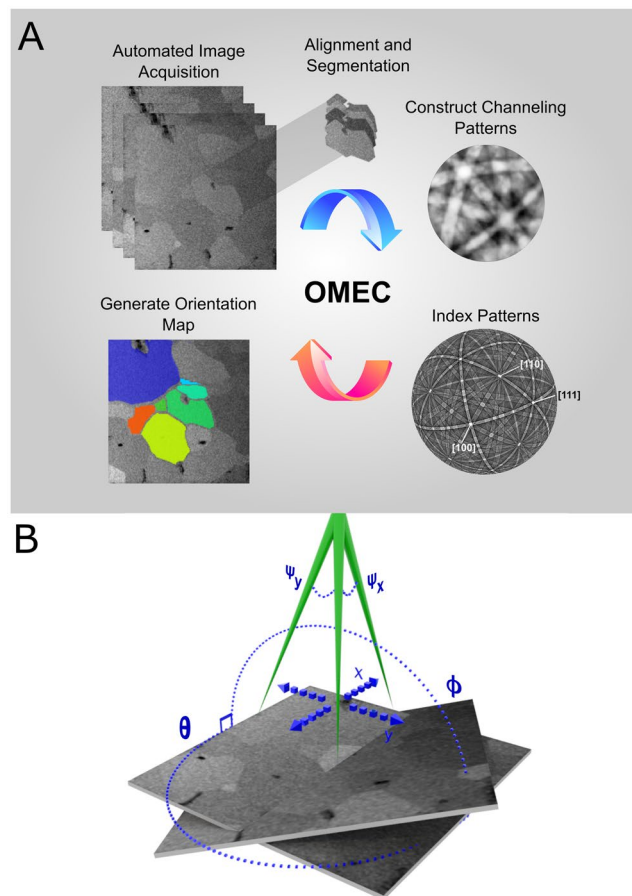 A
Automated Image
Acquisition
Alignment and
Segmentation
Construct Channeling
Patterns
OMEC
Generate Orientation
Map
Index Patterns
[110]
[111]
[100]
B
Ψy
Ψx
x
ϕ
θ
y